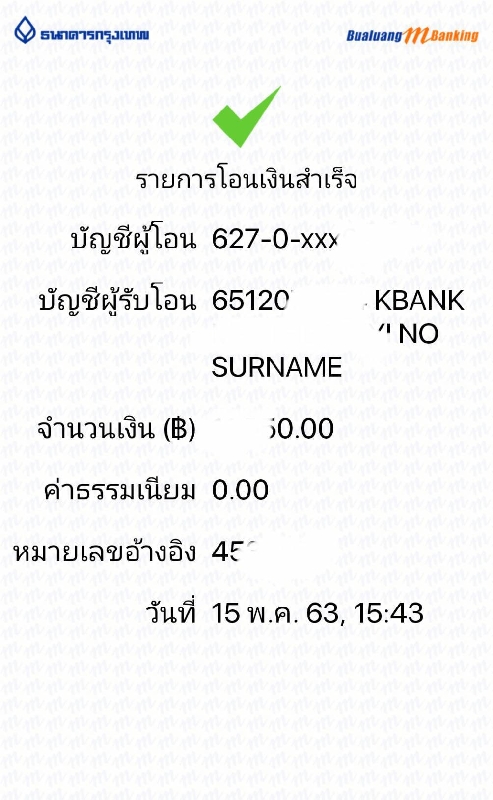 ธนาคารกรุงเทพ Bualuang mBanking
รายการโอนเงินสำเร็จ
บัญชีผู้โอน 627-0-xxx
บัญชีผู้รับโอน 65120 KBANK
NO
SURNAME
จำนวนเงิน (฿) 50.00
ค่าธรรมเนียม 0.00
หมายเลขอ้างอิง 45
วันที่ 15 พ.ค. 63, 15:43